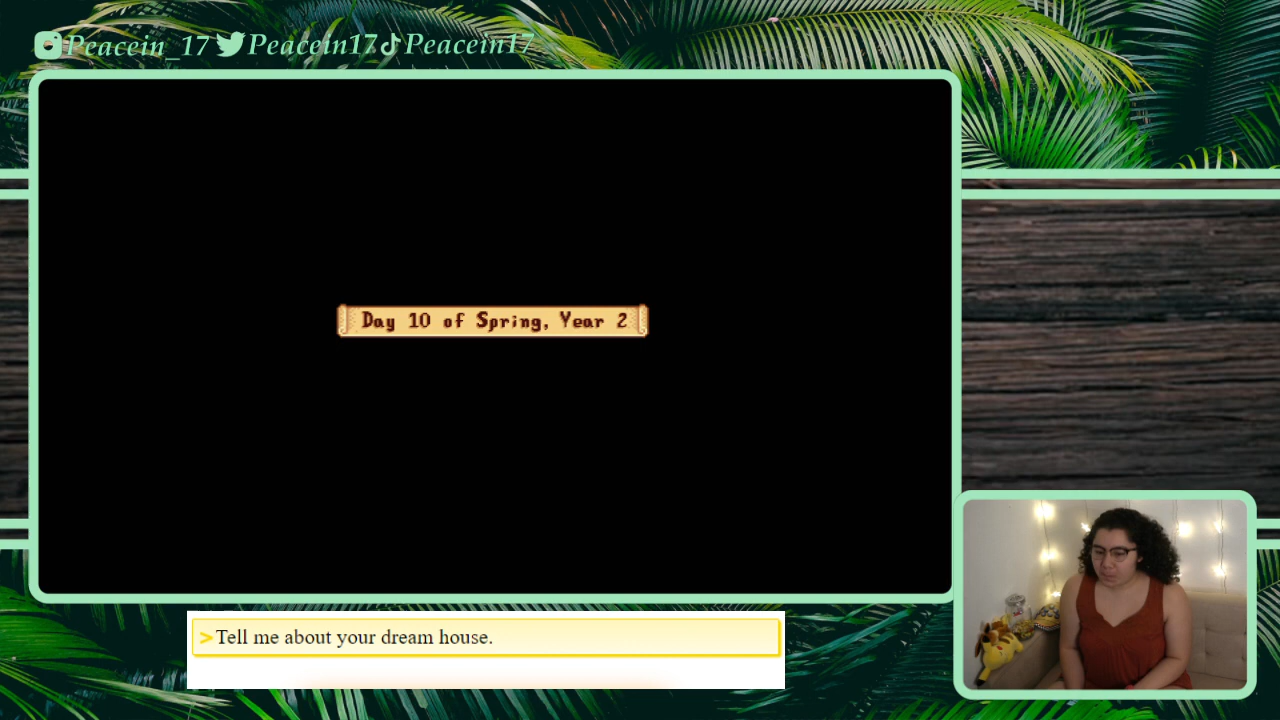 Peacein_17 Peacein17 Peacein17
Day 10 of Spring, Year 2
>Tell me about your dream house.